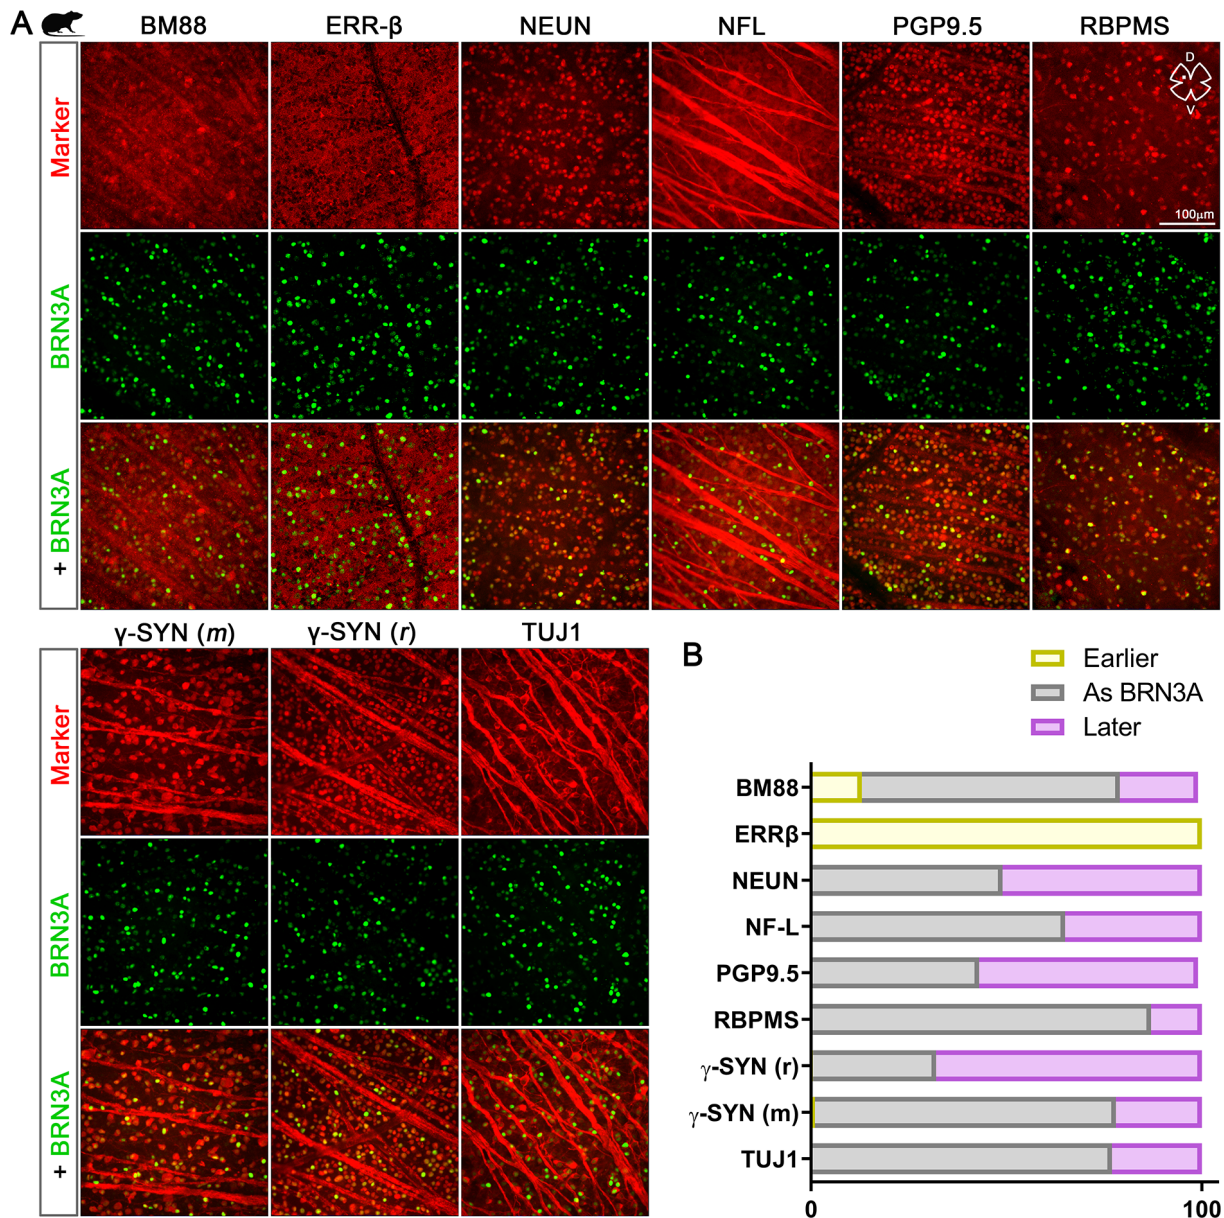 A
BM88 ERR-β NEUN NFL PGP9.5 RBPMS
Marker
D
V
100μm
BRN3A
+ BRN3A
γ-SYN (m) γ-SYN (r) TUJ1
Marker
BRN3A
+ BRN3A
B
Earlier
As BRN3A
Later
BM88
ERRβ
NEUN
NF-L
PGP9.5
RBPMS
γ-SYN (r)
γ-SYN (m)
TUJ1
0 100